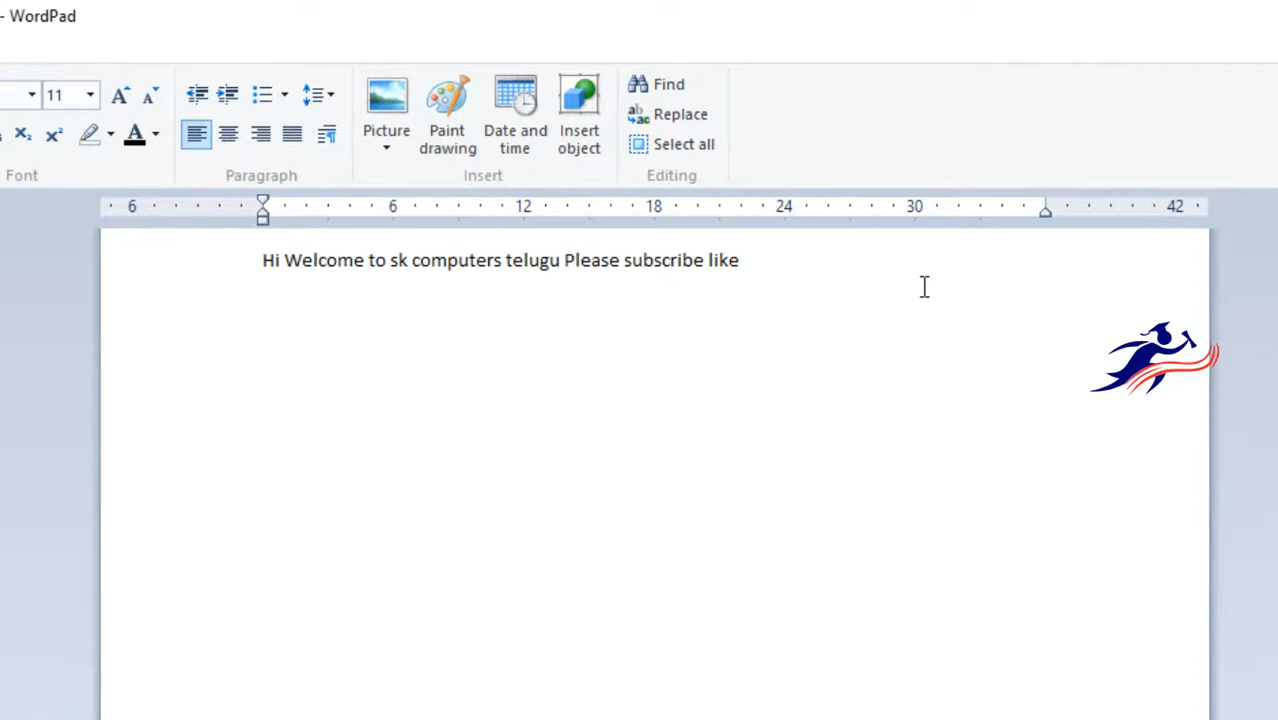 - WordPad
11
Find
Replace
Select all
Picture
Paint drawing
Date and time
Insert object
Font
Paragraph
Insert
Editing
6 6 12 18 24 30 42
Hi Welcome to sk computers telugu Please subscribe like